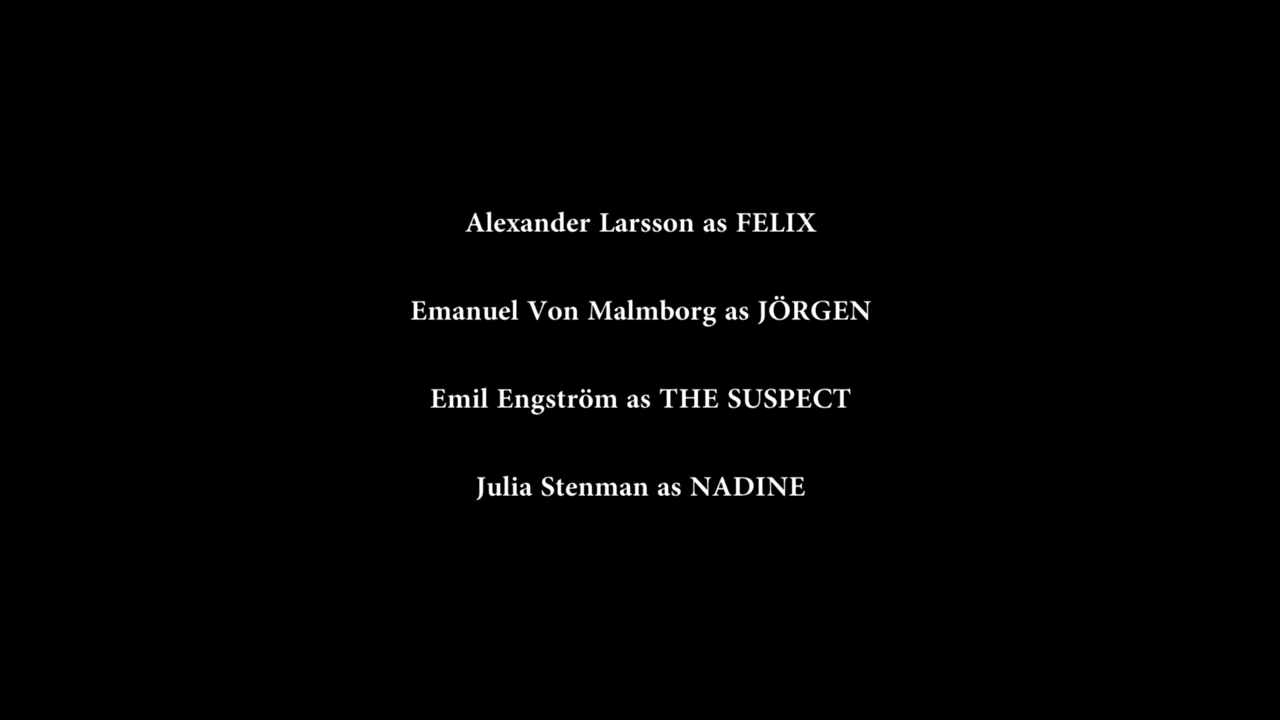 Alexander Larsson as FELIX
Emanuel Von Malmborg as JÖRGEN
Emil Engström as THE SUSPECT
Julia Stenman as NADINE